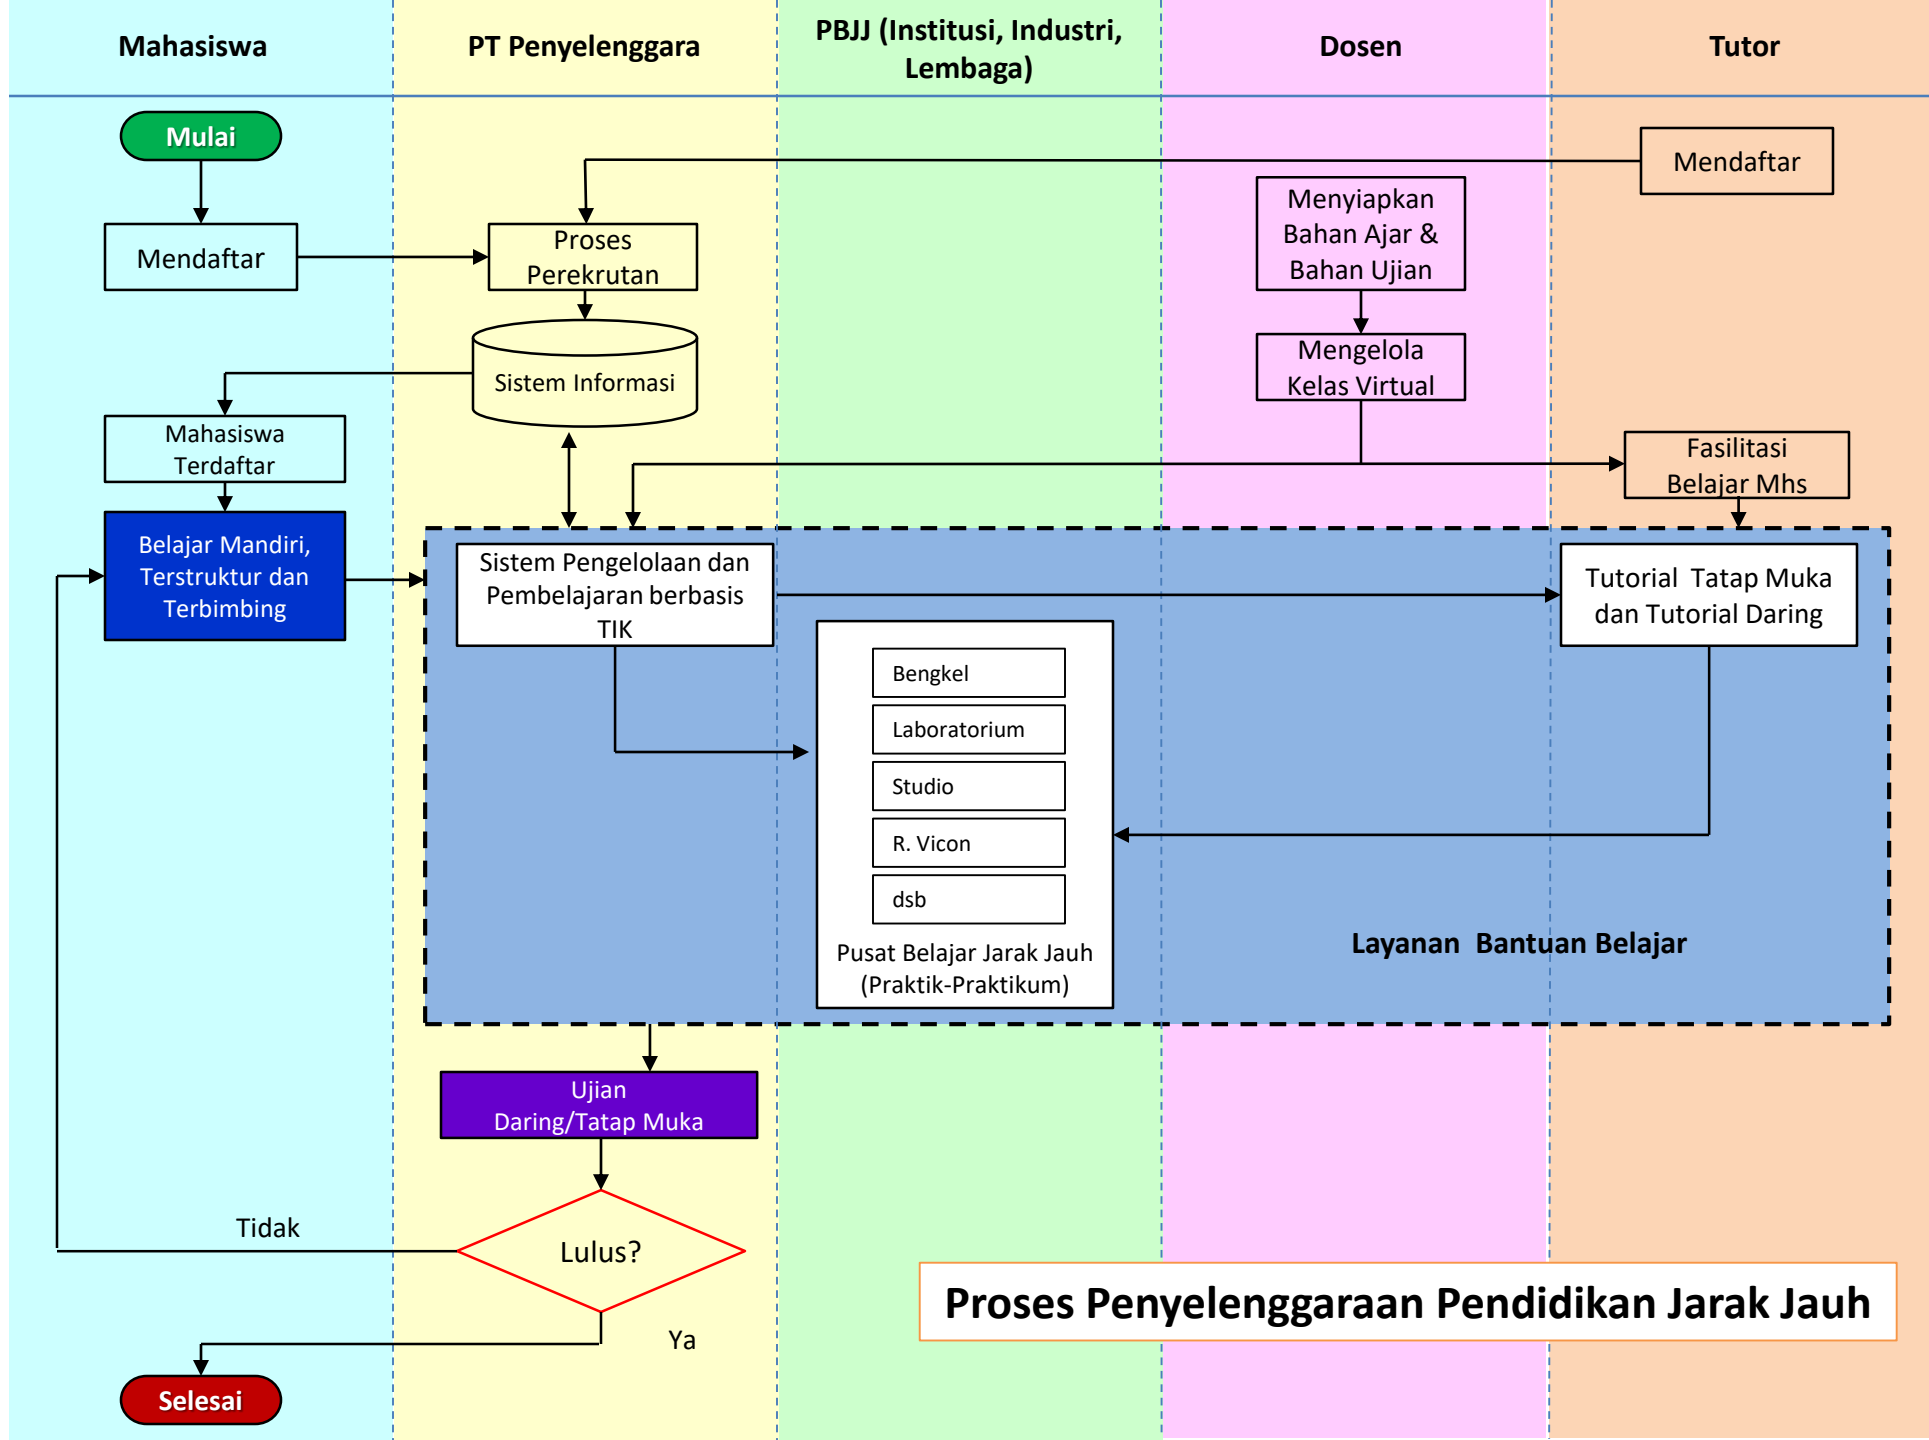 Mahasiswa
PT Penyelenggara
PBJJ (Institusi, Industri,
Lembaga)
Dosen
Tutor
Mulai
Mendaftar
Mendaftar
Proses
Perekrutan
Menyiapkan
Bahan Ajar &
Bahan Ujian
Sistem Informasi
Mengelola
Kelas Virtual
Mahasiswa
Terdaftar
Fasilitasi
Belajar Mhs
Belajar Mandiri,
Terstruktur dan
Terbimbing
Sistem Pengelolaan dan
Pembelajaran berbasis
TIK
Tutorial Tatap Muka
dan Tutorial Daring
Bengkel
Laboratorium
Studio
R. Vicon
dsb
Pusat Belajar Jarak Jauh
(Praktik-Praktikum)
Layanan Bantuan Belajar
Ujian
Daring/Tatap Muka
Tidak
Lulus?
Ya
Proses Penyelenggaraan Pendidikan Jarak Jauh
Selesai